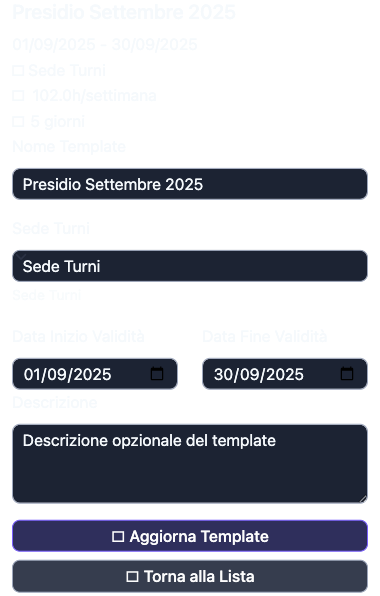 Presidio Settembre 2025
01/09/2025 - 30/09/2025
Sede Turni
102.0h/settimane
5 giorni
Nome Template
Presidio Settembre 2025
Sede Turni
Sede Turni
Sede Turni
Data Inizio Validità Data Fine Validità
01/09/2025 30/09/2025
Descrizione
Descrizione opzionale del template
Aggiorna Template
Torna alla Lista